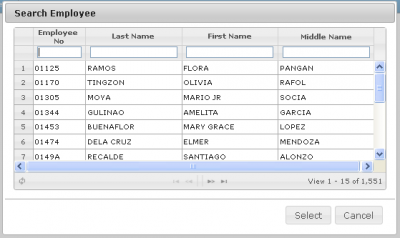 Search Employee
Employee No Last Name First Name Middle Name
1 01125 RAMOS FLORA PANGAN
2 01170 TINGZON OLIVIA RAFOL
3 01305 MOYA MARIO JR SOCIA
4 01344 GULINAO AMELITA GARCIA
5 01453 BUENAFLOR MARY GRACE LOPEZ
6 01474 DELA CRUZ ELMER MENDOZA
7 0149A RECALDE SANTIAGO ALONZO
View 1 - 15 of 1,551
Select Cancel